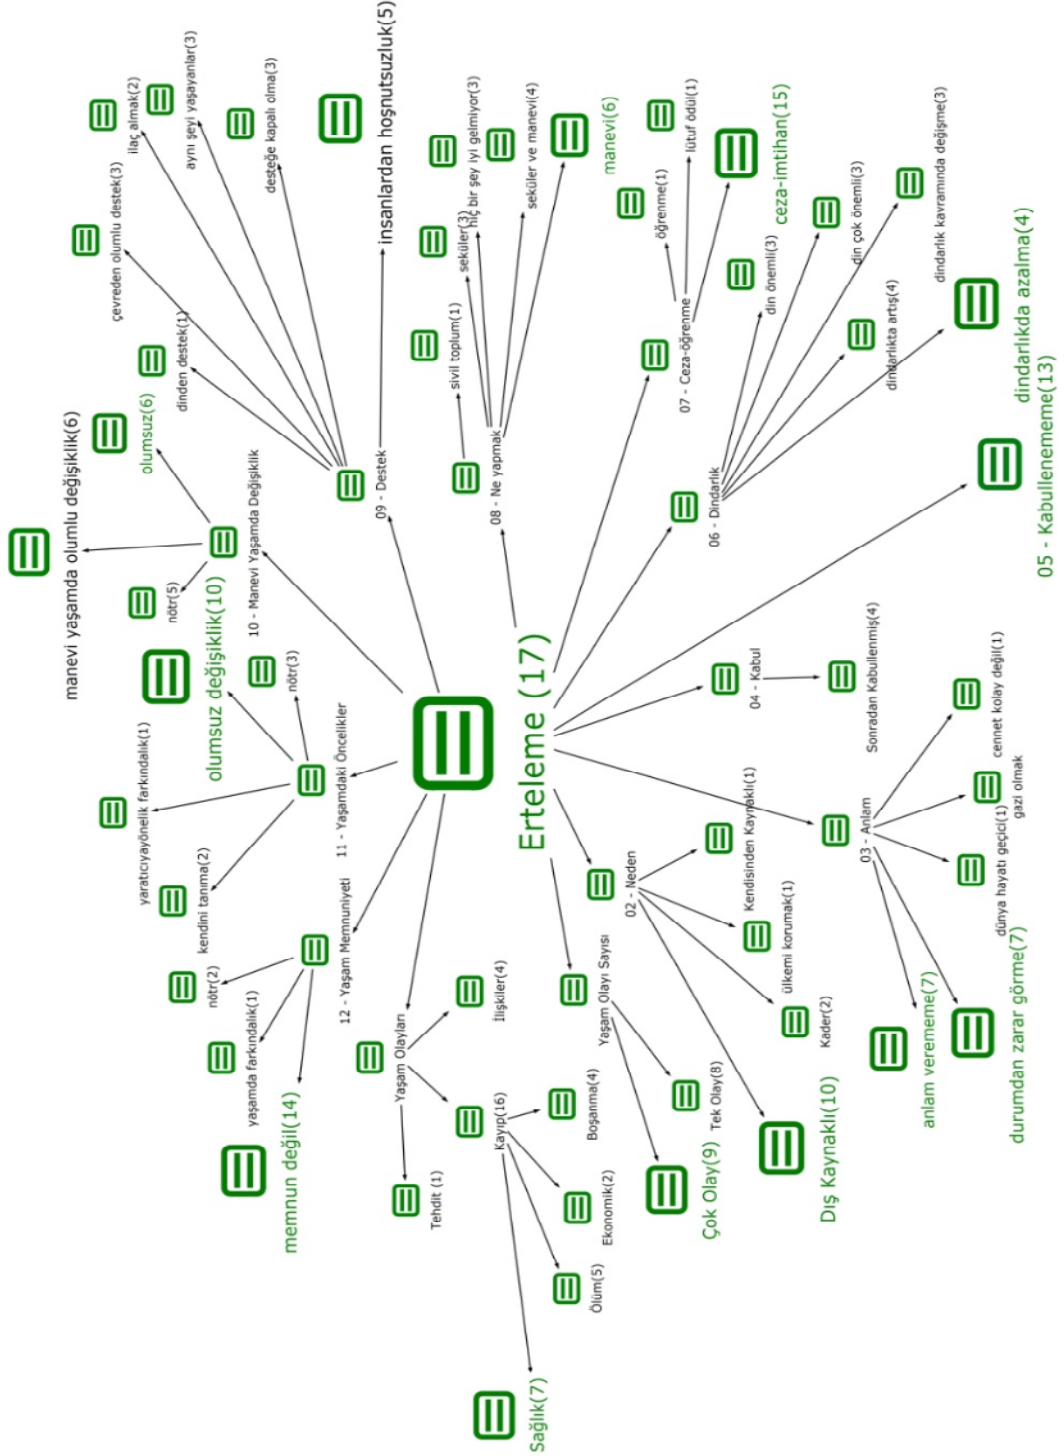 Erteleme (17)
Yaşam Olayları
Tehdit (1)
Kayıp(16)
Sağlık(7)
Ölüm(5)
Ekonomik(2)
Boşanma(4)
İlişkiler(4)
Yaşam Olayı Sayısı
Çok Olay(9)
Tek Olay(8)
02 - Neden
Dış Kaynaklı(10)
Kader(2)
ülkemi korumak(1)
Kendisinden Kaynaklı(1)
03 - Anlam
anlam verememe(7)
durumdan zarar görme(7)
dünya hayatı geçici(1)
gazi olmak
cennet kolay değil(1)
04 - Kabul
Sonradan Kabullenmiş(4)
05 - Kabullenememe(13)
06 - Dindarlık
dindarlıkda azalma(4)
dindarlıkta artış(4)
dindarlık kavramında değişme(3)
din çok önemli(3)
din önemli(3)
07 - Ceza-öğrenme
öğrenme(1)
lütuf ödül(1)
ceza-imtihan(15)
08 - Ne yapmak
sivil toplum(1)
seküler(3)
hiç bir şey iyi gelmiyor(3)
seküler ve manevi(4)
manevi(6)
09 - Destek
dinden destek(1)
çevreden olumlu destek(3)
ilaç almak(2)
aynı şeyi yaşayanlar(3)
desteğe kapalı olma(3)
insanlardan hoşnutsuzluk(5)
10 - Manevi Yaşamda Değişiklik
olumsuz(6)
manevi yaşamda olumlu değişiklik(6)
nötr(5)
11 - Yaşamdaki Öncelikler
nötr(3)
olumsuz değişiklik(10)
yaratıcıyayönelik farkındalık(1)
kendini tanıma(2)
12 - Yaşam Memnuniyeti
nötr(2)
yaşamda farkındalık(1)
memnun değil(14)